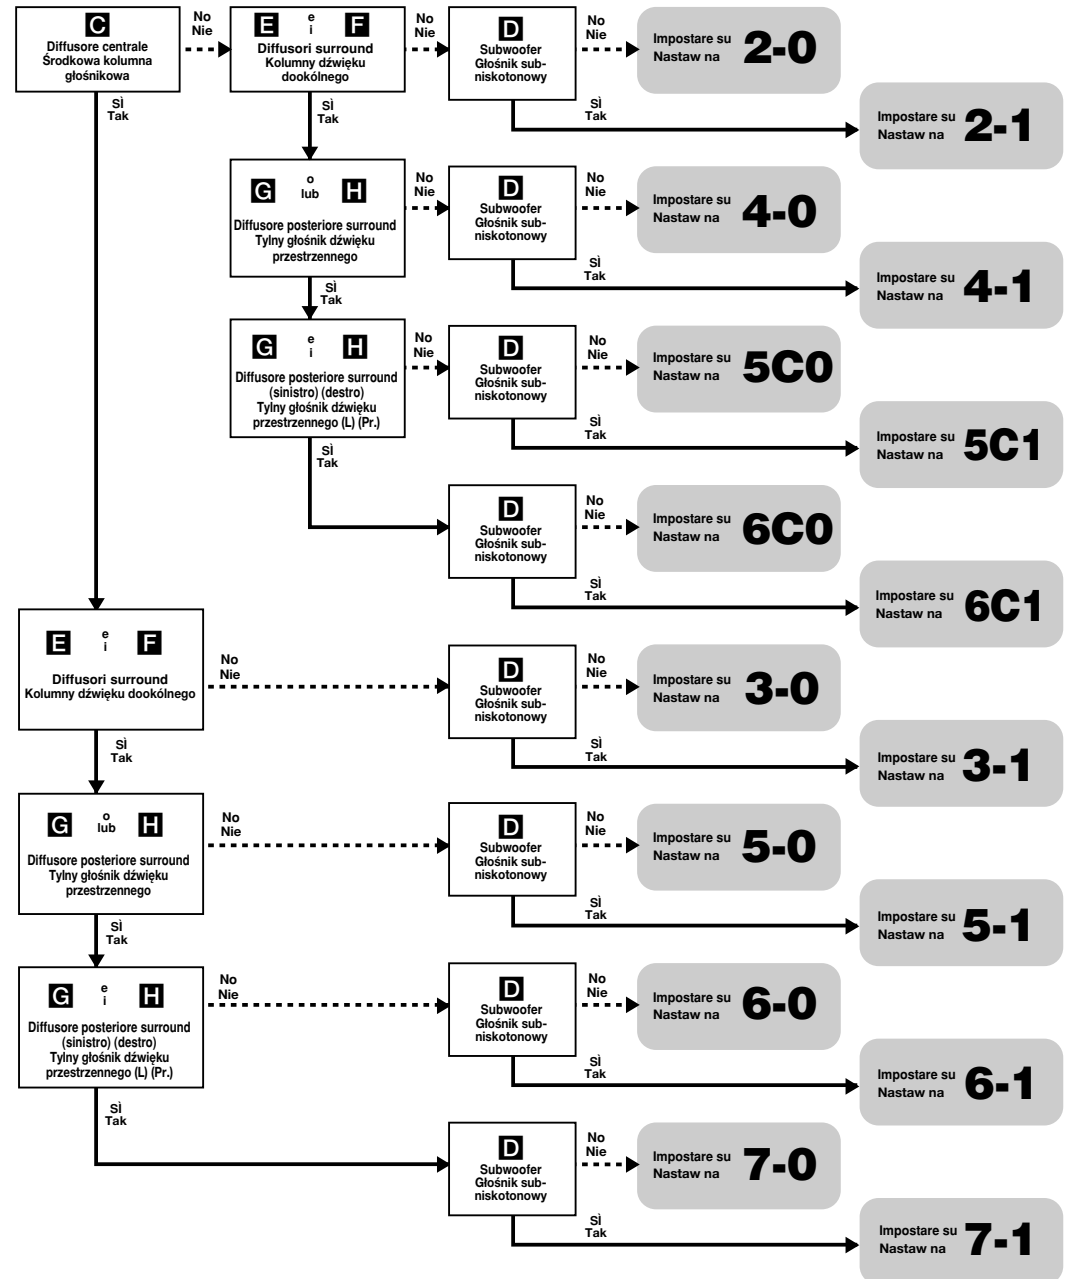 C
Diffusore centrale
Środkowa kolumna
głośnikowa
No
Nie
E e i F
Diffusori surround
Kolumny dźwięku
dookólnego
No
Nie
D
Subwoofer
Głośnik sub-
niskotonowy
No
Nie
Impostare su
Nastaw na
2-0
SÌ
Tak
SÌ
Tak
SÌ
Tak
Impostare su
Nastaw na
2-1
G o lub H
Diffusore posteriore surround
Tylny głośnik dźwięku
przestrzennego
No
Nie
D
Subwoofer
Głośnik sub-
niskotonowy
No
Nie
Impostare su
Nastaw na
4-0
SÌ
Tak
SÌ
Tak
Impostare su
Nastaw na
4-1
G e i H
Diffusore posteriore surround
(sinistro) (destro)
Tylny głośnik dźwięku
przestrzennego (L) (Pr.)
No
Nie
D
Subwoofer
Głośnik sub-
niskotonowy
No
Nie
Impostare su
Nastaw na
5C0
SÌ
Tak
SÌ
Tak
Impostare su
Nastaw na
5C1
D
Subwoofer
Głośnik sub-
niskotonowy
No
Nie
Impostare su
Nastaw na
6C0
SÌ
Tak
Impostare su
Nastaw na
6C1
E e i F
Diffusori surround
Kolumny dźwięku dookólnego
No
Nie
D
Subwoofer
Głośnik sub-
niskotonowy
No
Nie
Impostare su
Nastaw na
3-0
SÌ
Tak
SÌ
Tak
Impostare su
Nastaw na
3-1
G o lub H
Diffusore posteriore surround
Tylny głośnik dźwięku
przestrzennego
No
Nie
D
Subwoofer
Głośnik sub-
niskotonowy
No
Nie
Impostare su
Nastaw na
5-0
SÌ
Tak
SÌ
Tak
Impostare su
Nastaw na
5-1
G e i H
Diffusore posteriore surround
(sinistro) (destro)
Tylny głośnik dźwięku
przestrzennego (L) (Pr.)
No
Nie
D
Subwoofer
Głośnik sub-
niskotonowy
No
Nie
Impostare su
Nastaw na
6-0
SÌ
Tak
SÌ
Tak
Impostare su
Nastaw na
6-1
D
Subwoofer
Głośnik sub-
niskotonowy
No
Nie
Impostare su
Nastaw na
7-0
SÌ
Tak
Impostare su
Nastaw na
7-1